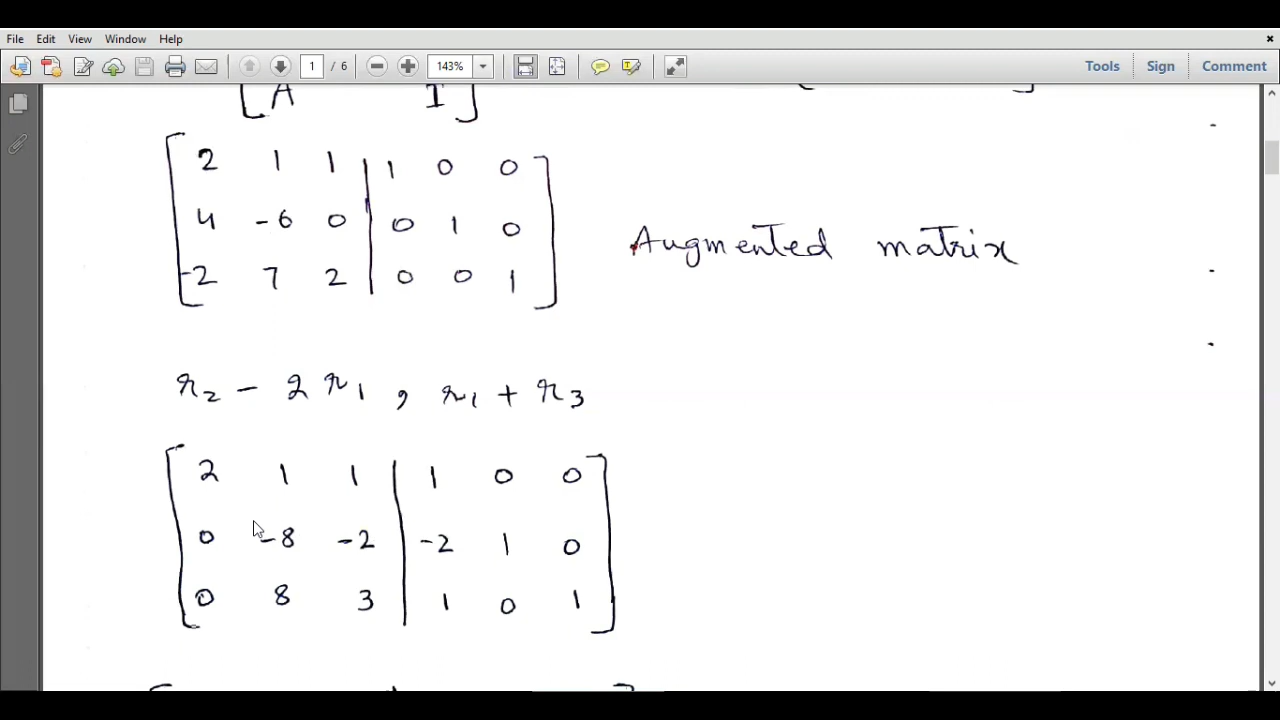 File Edit View Window Help
1 / 6 143% Tools Sign Comment
[A I]
2 1 1 | 1 0 0
4 -6 0 | 0 1 0 Augmented matrix
-2 7 2 | 0 0 1
r2 - 2r1, r1 + r3
2 1 1 | 1 0 0
0 -8 -2 | -2 1 0
0 8 3 | 1 0 1